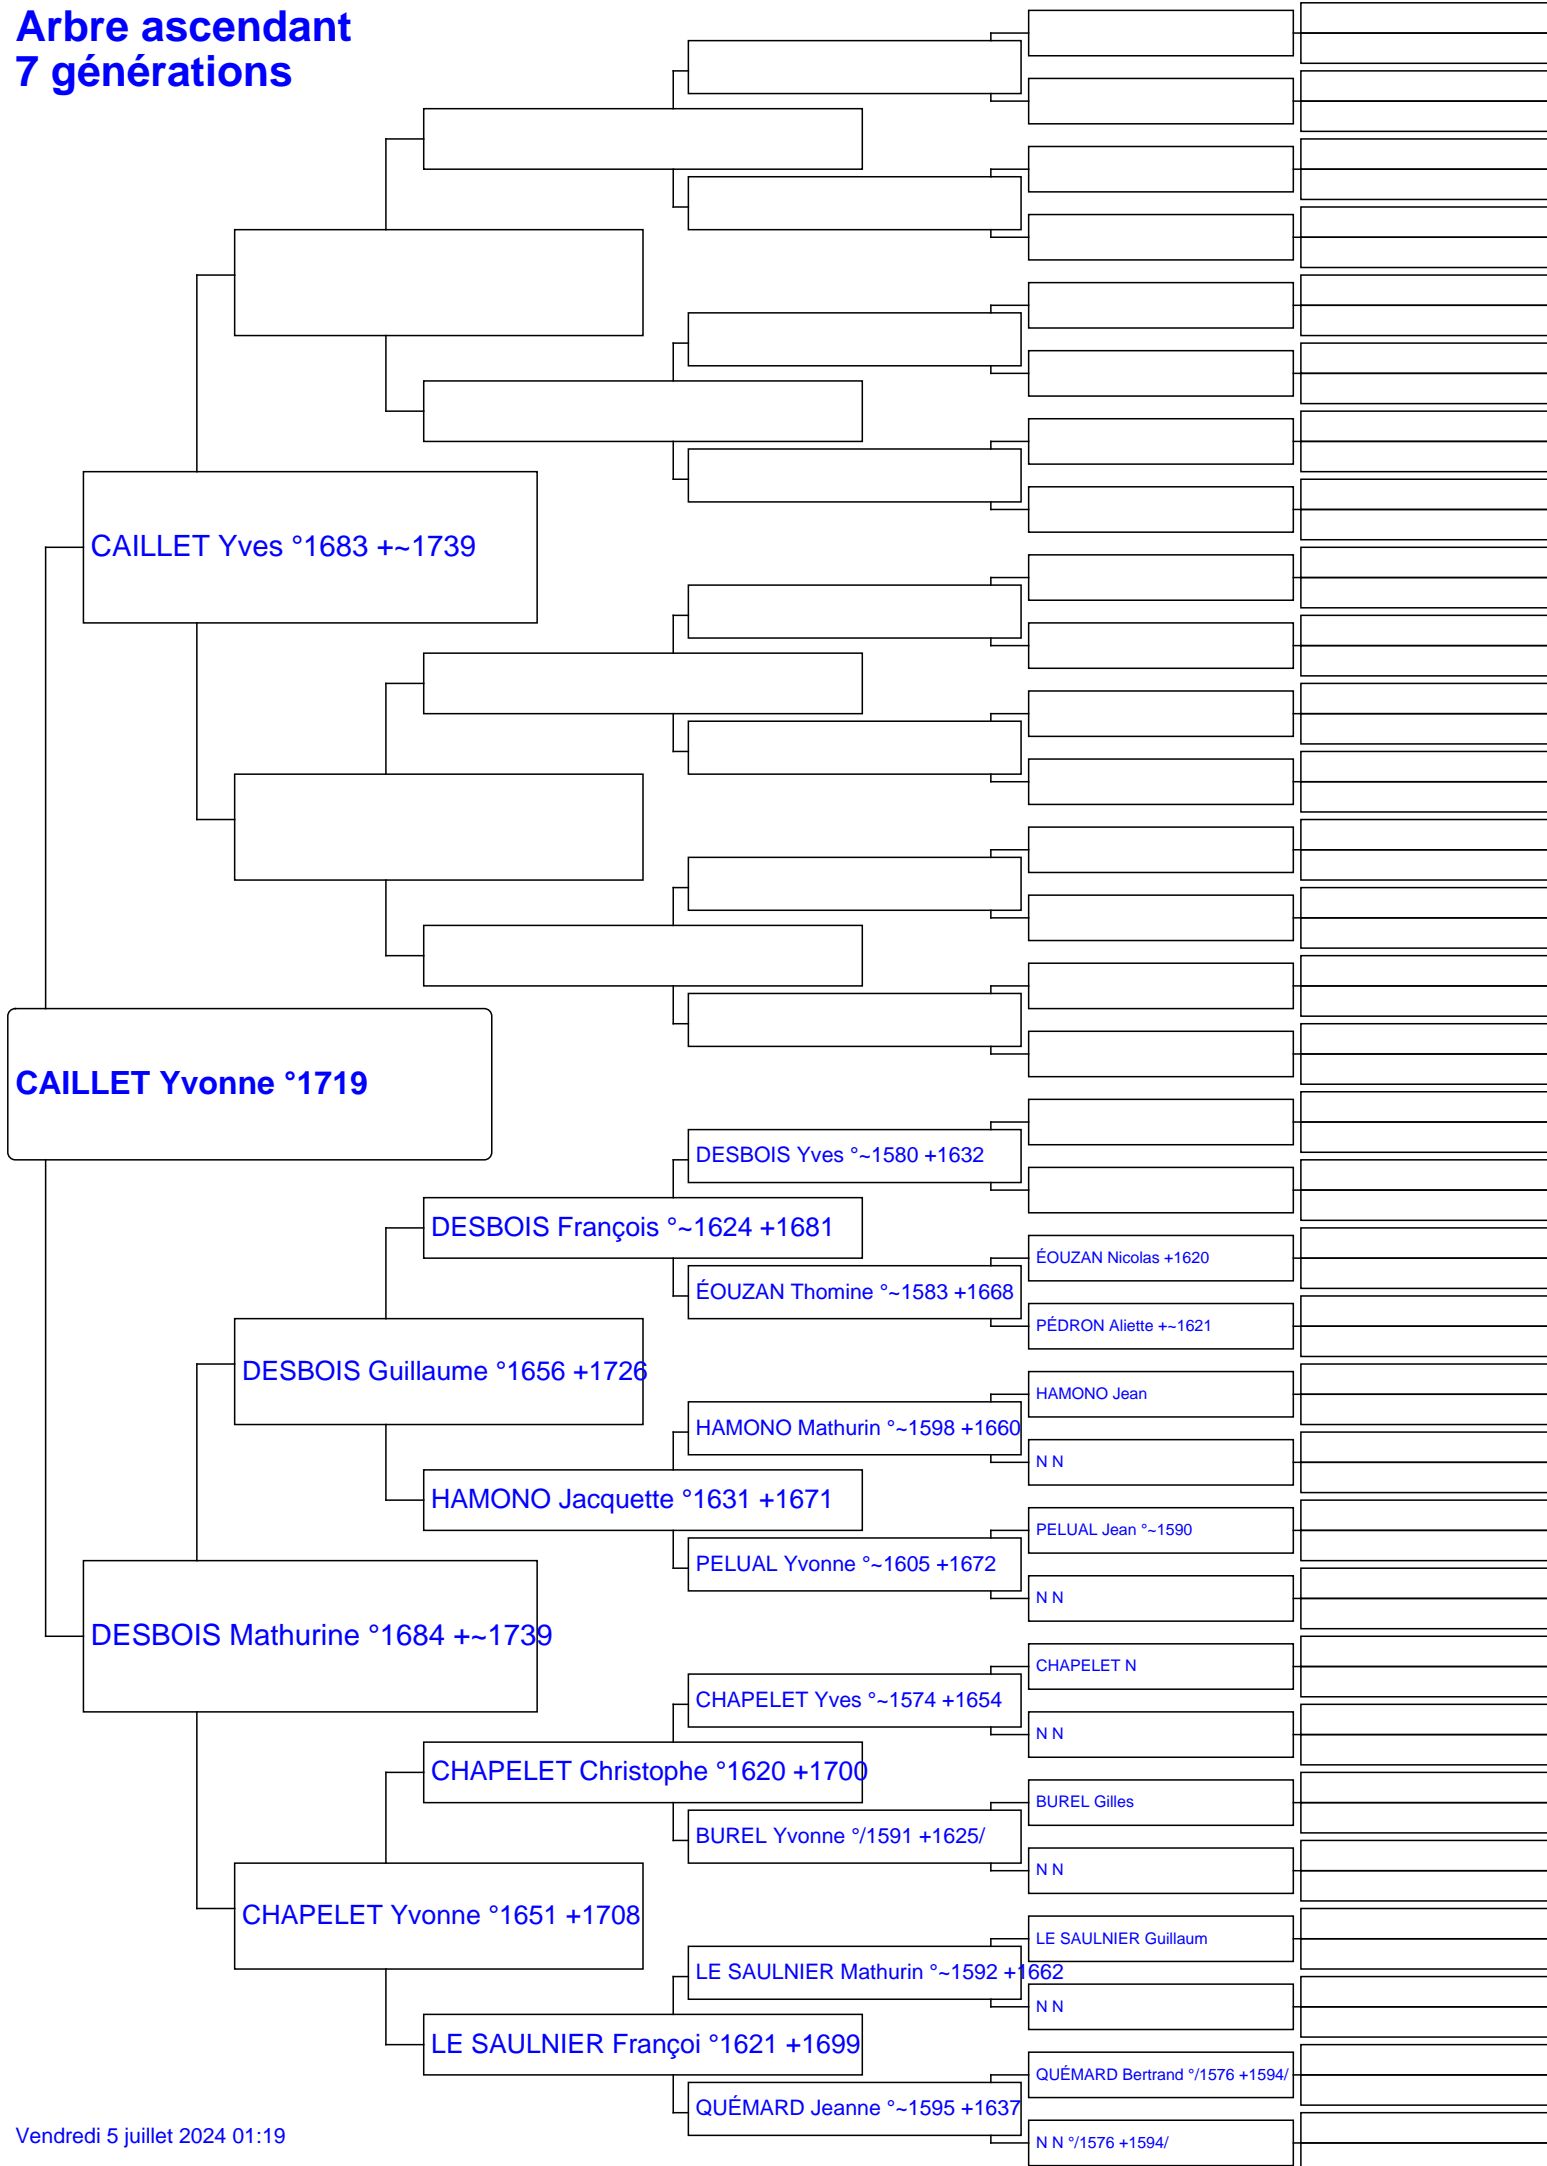 Arbre ascendant
7 générations
CAILLET Yves °1683 +~1739
CAILLET Yvonne °1719
DESBOIS Yves °~1580 +1632
DESBOIS François °~1624 +1681
ÉOUZAN Nicolas +1620
ÉOUZAN Thomine °~1583 +1668
PÉDRON Aliette +~1621
DESBOIS Guillaume °1656 +1726
HAMONO Jean
HAMONO Mathurin °~1598 +1660
N N
HAMONO Jacquette °1631 +1671
PELUAL Jean °~1590
PELUAL Yvonne °~1605 +1672
N N
DESBOIS Mathurine °1684 +~1739
CHAPELET N
CHAPELET Yves °~1574 +1654
N N
CHAPELET Christophe °1620 +1700
BUREL Gilles
BUREL Yvonne °/1591 +1625/
N N
CHAPELET Yvonne °1651 +1708
LE SAULNIER Guillaum
LE SAULNIER Mathurin °~1592 +1662
N N
LE SAULNIER Françoi °1621 +1699
QUÉMARD Bertrand °/1576 +1594/
QUÉMARD Jeanne °~1595 +1637
N N °/1576 +1594/
Vendredi 5 juillet 2024 01:19